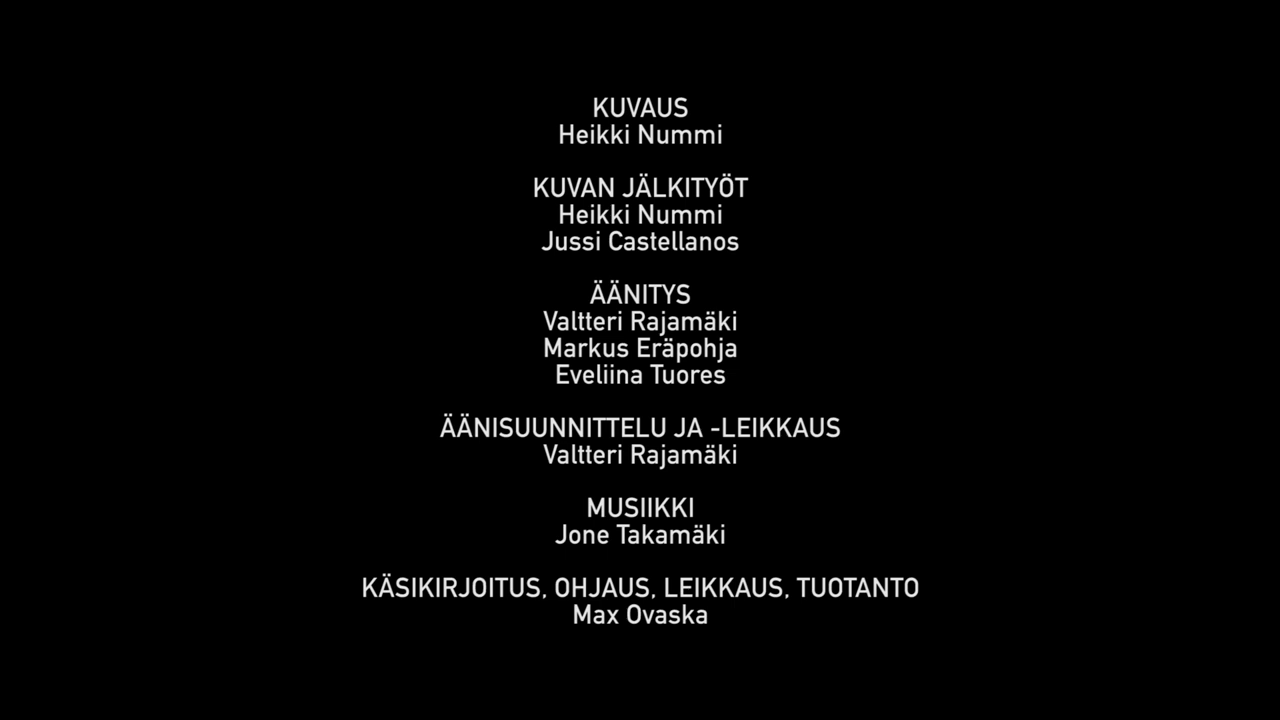 KUVAUS
Heikki Nummi
KUVAN JÄLKITYÖT
Heikki Nummi
Jussi Castellanos
ÄÄNITYS
Valtteri Rajamäki
Markus Eräpohja
Eveliina Tuores
ÄÄNISUUNNITTELU JA -LEIKKAUS
Valtteri Rajamäki
MUSIIKKI
Jone Takamäki
KÄSIKIRJOITUS, OHJAUS, LEIKKAUS, TUOTANTO
Max Ovaska